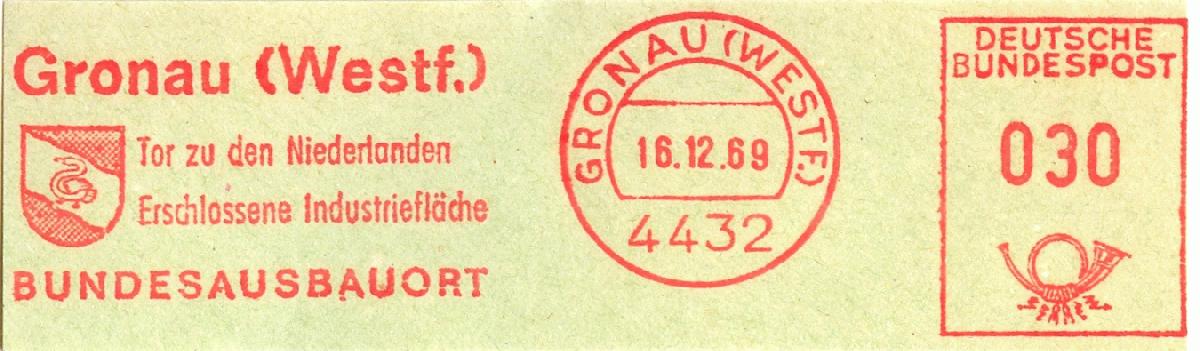 Gronau (Westf.)
Tor zu den Niederlanden
Erschlossene Industriefläche
BUNDESAUSBAUORT
GRONAU (WESTF.)
16.12.69
4432
DEUTSCHE
BUNDESPOST
030